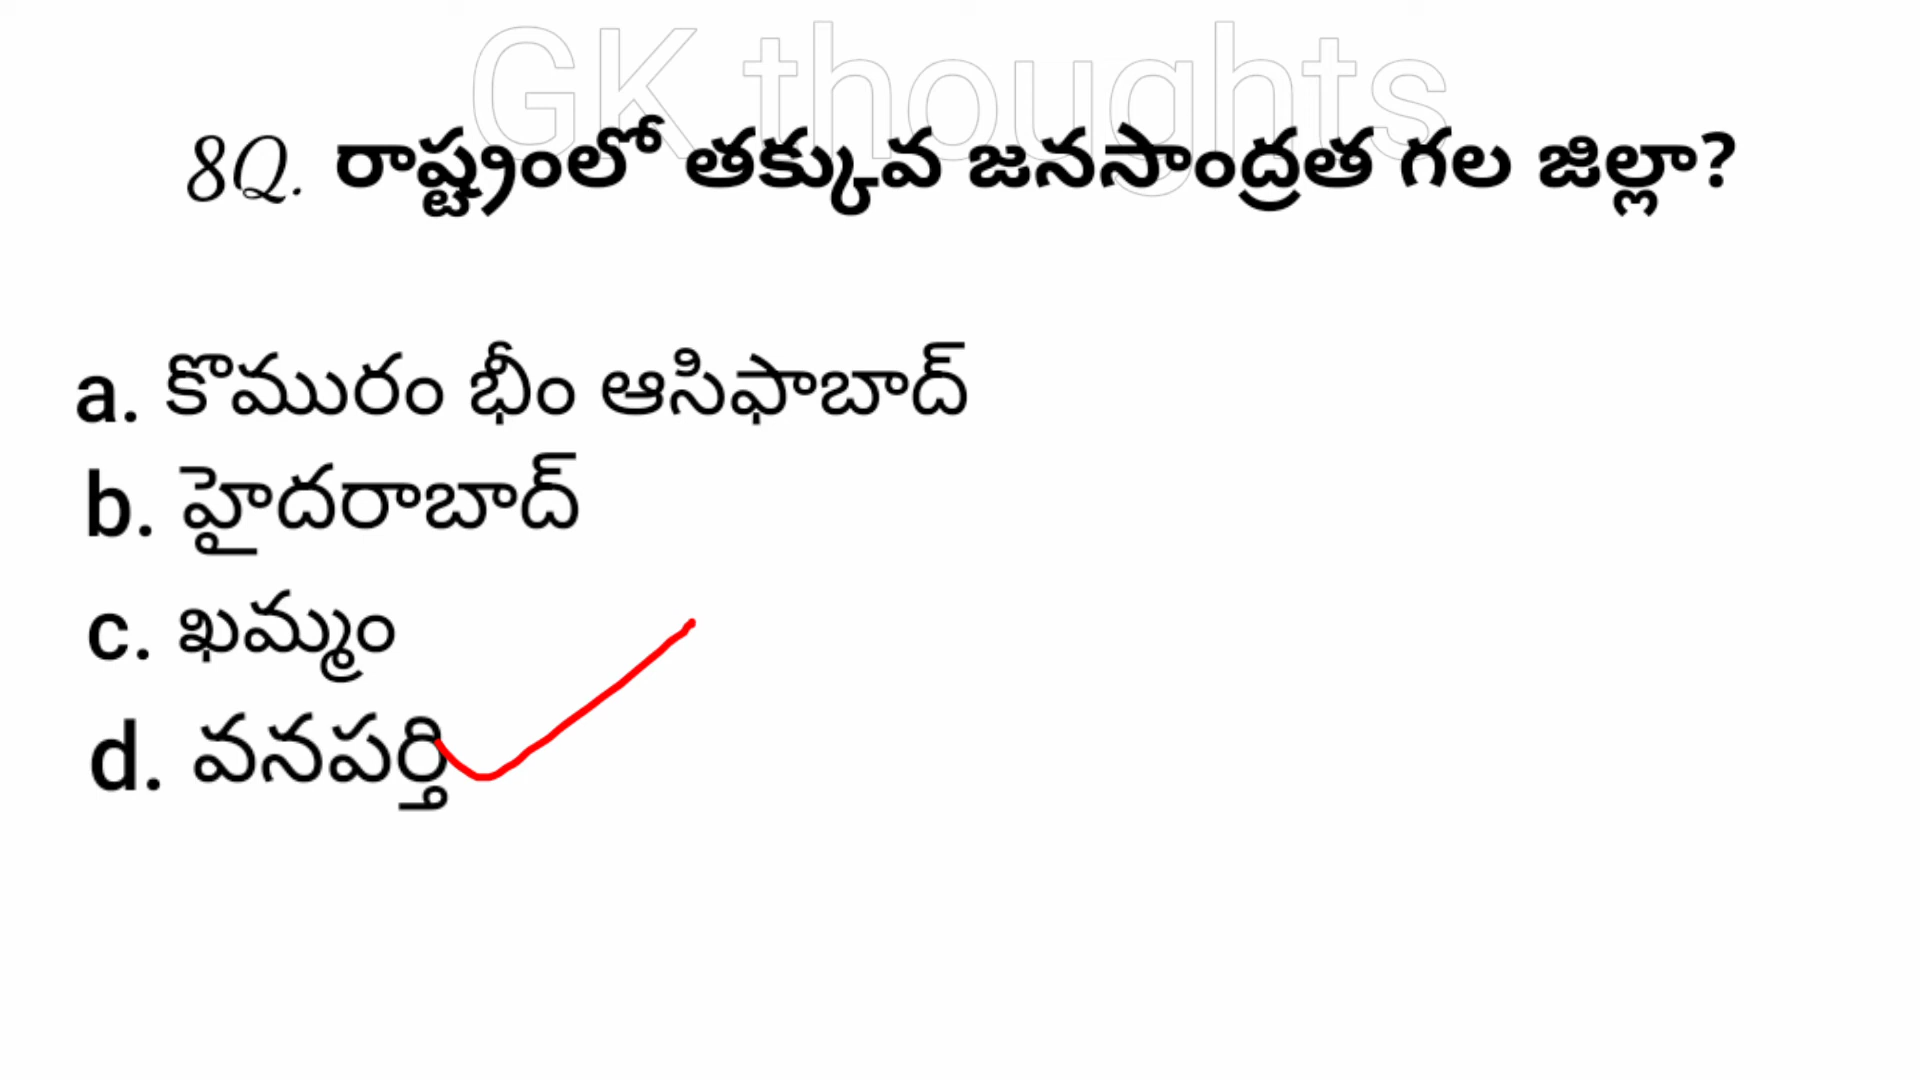 GK thoughts
8Q. రాష్ట్రంలో తక్కువ జనసాంద్రత గల జిల్లా?
a. కొమురం భీం ఆసిఫాబాద్
b. హైదరాబాద్
c. ఖమ్మం
d. వనపర్తి